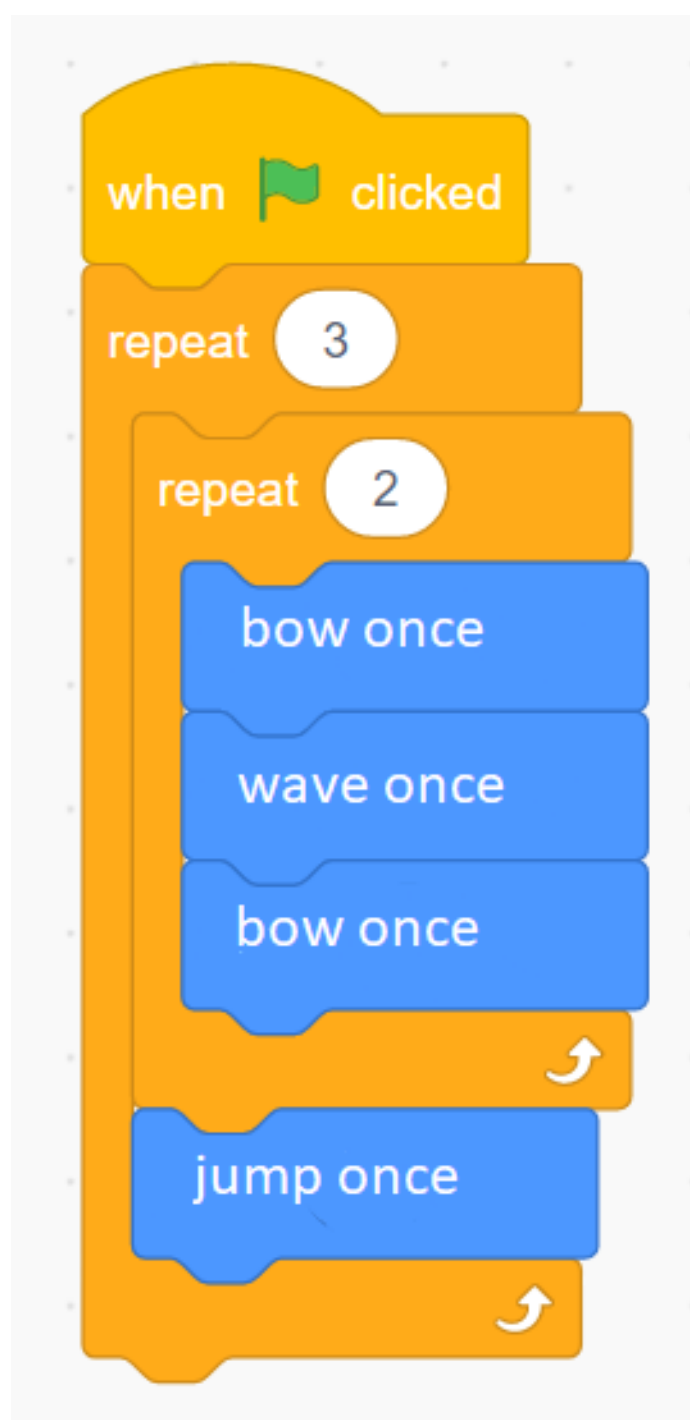 when clicked
repeat 3
repeat 2
bow once
wave once
bow once
jump once